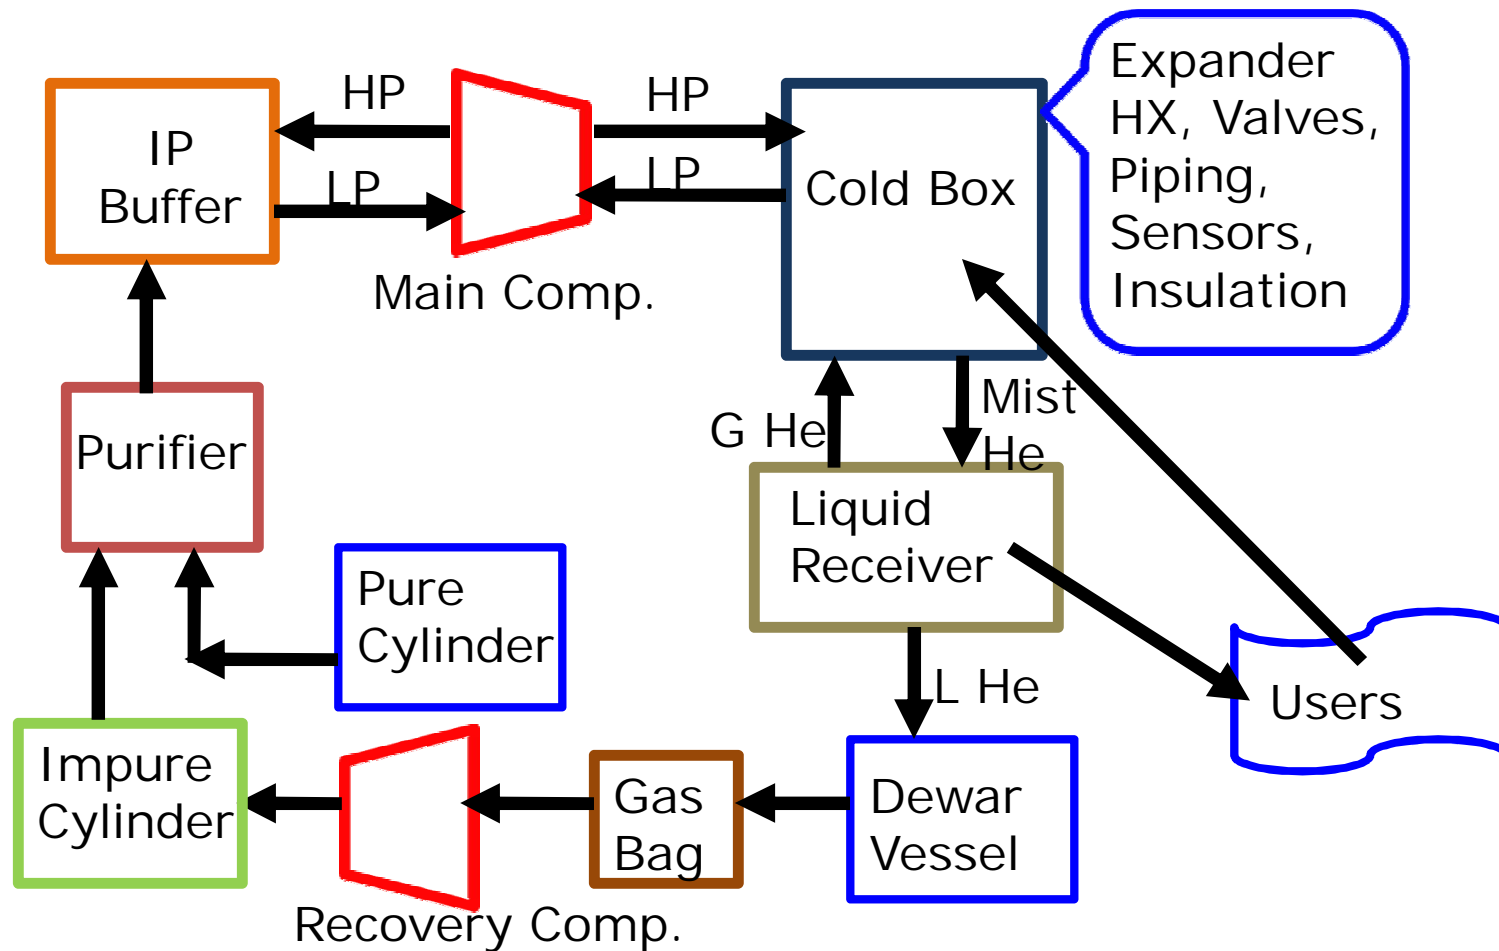 HP
HP
Expander
HX, Valves,
Piping,
Sensors,
Insulation
IP
Buffer
LP
LP
Cold Box
Main Comp.
G He
Mist
He
Purifier
Liquid
Receiver
Pure
Cylinder
L He
Users
Impure
Cylinder
Gas
Bag
Dewar
Vessel
Recovery Comp.